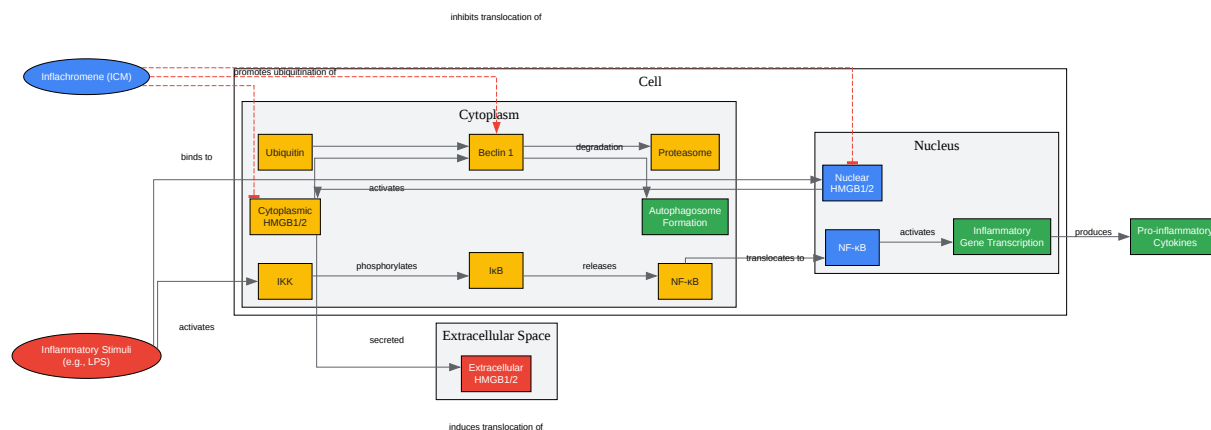 inhibits translocation of
Inflachromene (ICM)
promotes ubiquitination of
Cell
Cytoplasm
Ubiquitin
Beclin 1
degradation
Proteasome
Nucleus
binds to
Nuclear
HMGB1/2
activates
Cytoplasmic
HMGB1/2
Autophagosome
Formation
NF-κB
activates
Inflammatory
Gene Transcription
produces
Pro-inflammatory
Cytokines
IKK
phosphorylates
IκB
releases
NF-κB
translocates to
activates
Extracellular Space
secreted
Inflammatory Stimuli
(e.g., LPS)
Extracellular
HMGB1/2
induces translocation of